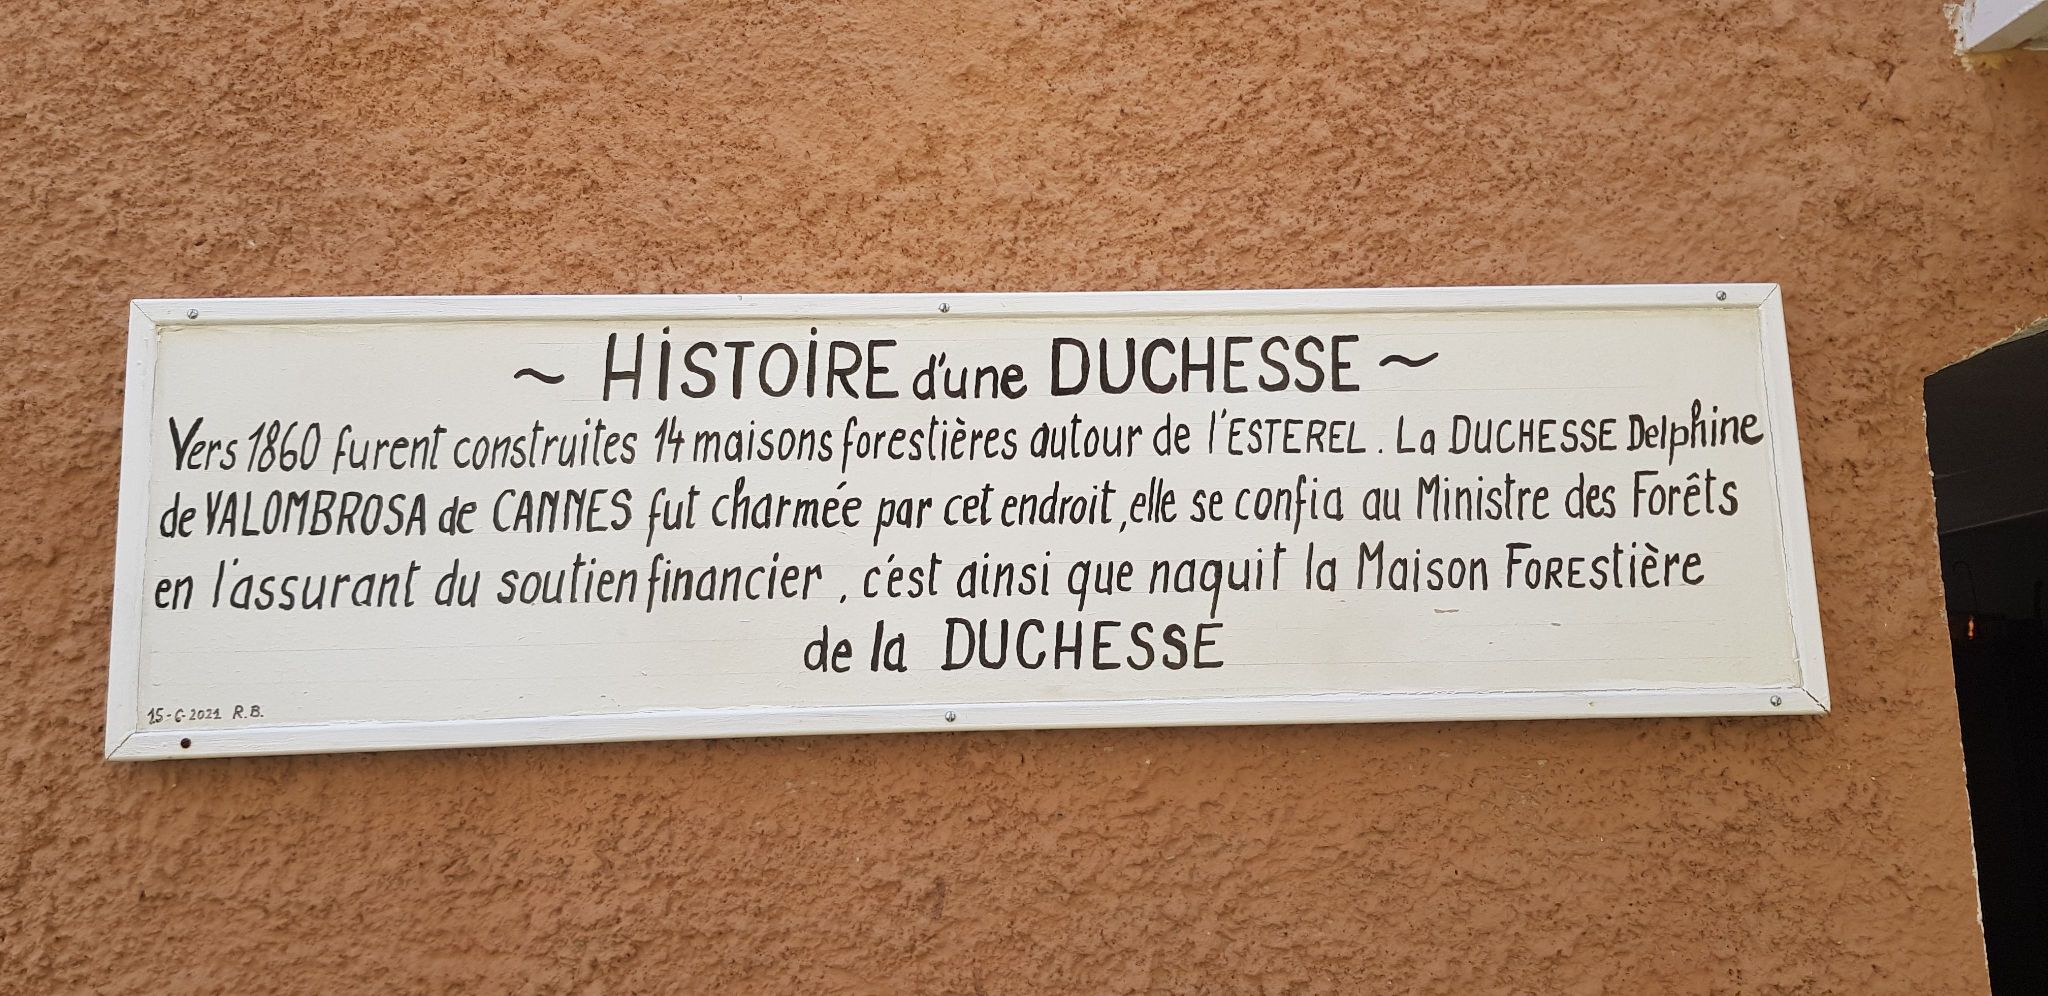 ~ HiSTOiRE d'une DUCHESSE ~
Vers 1860 furent construites 14 maisons forestières autour de l'ESTEREL. La DUCHESSE Delphine
de VALOMBROSA de CANNES fut charmée par cet endroit, elle se confia au Ministre des Forêts
en l'assurant du soutien financier, c'est ainsi que naquit la Maison FOREstière
de la DUCHESSE
15-6-2021 R.B.